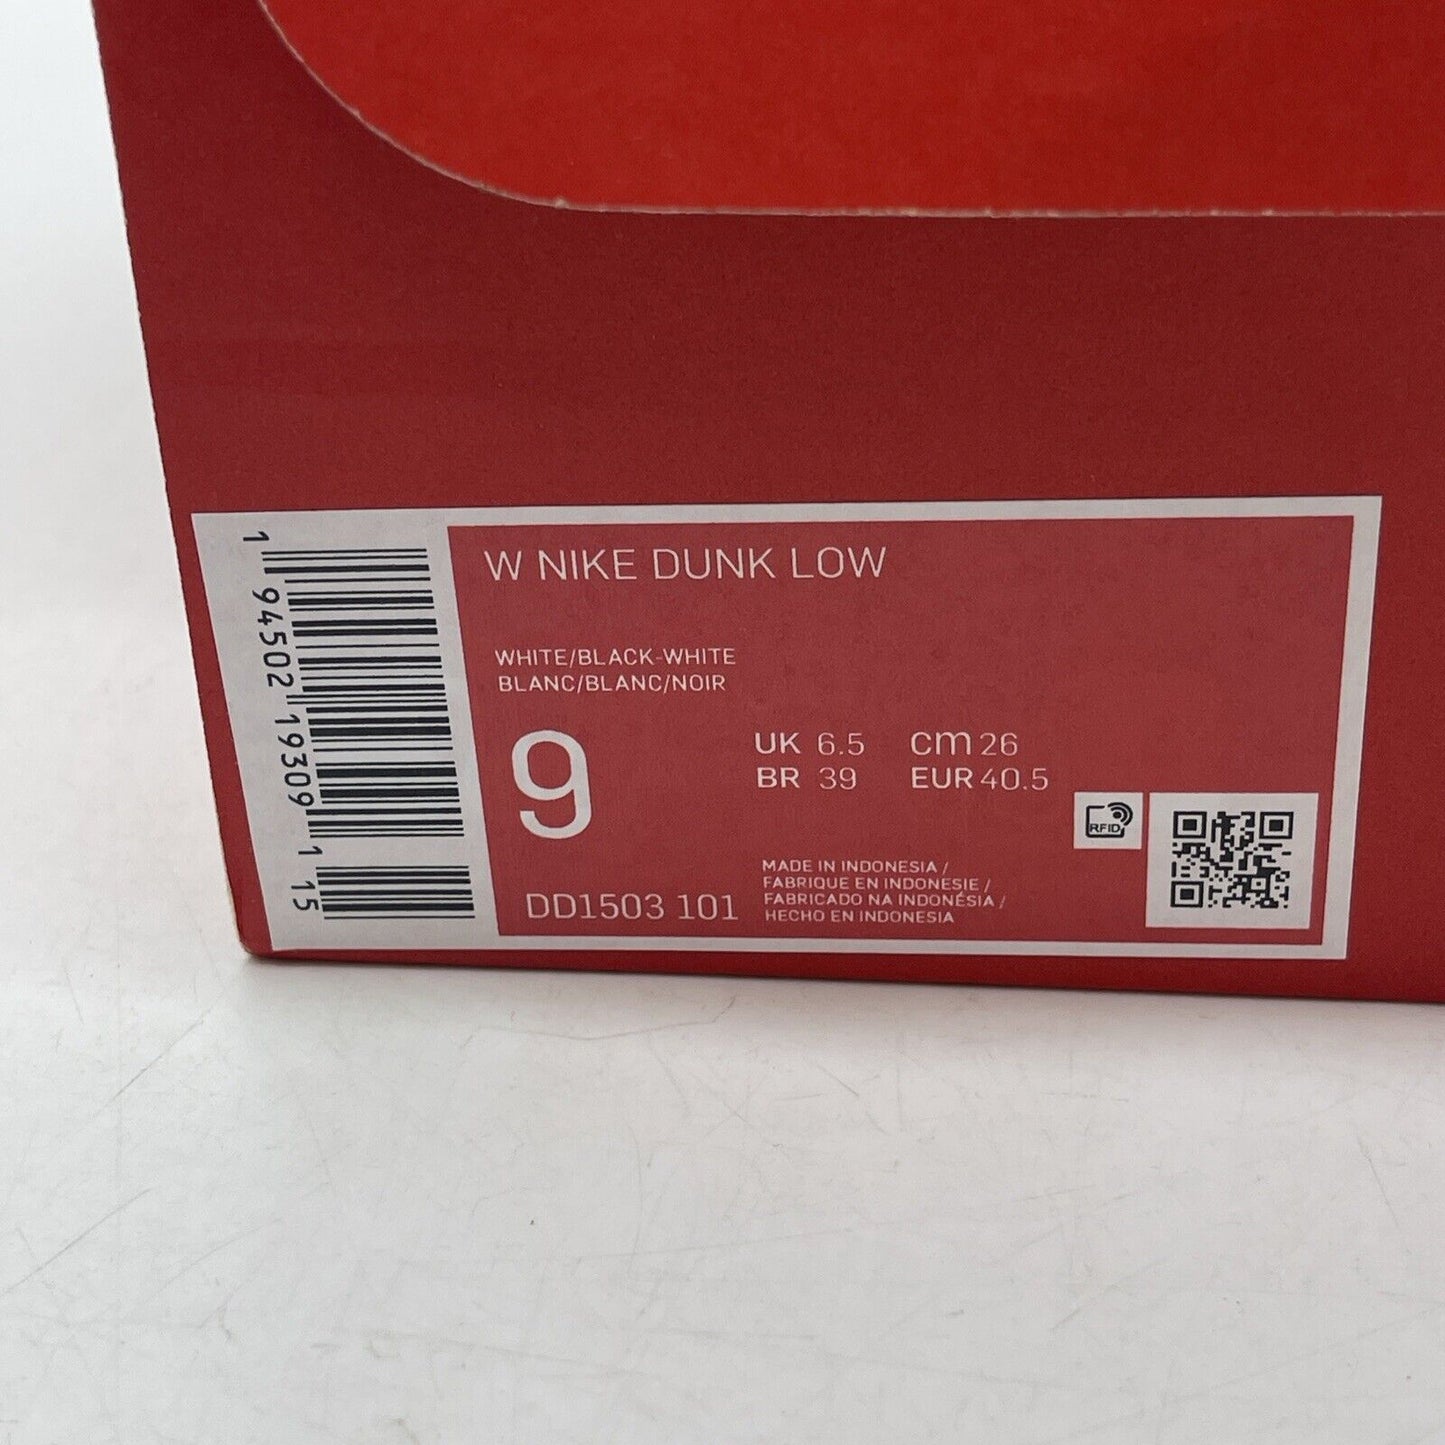 W NIKE DUNK LOW
WHITE/BLACK-WHITE
BLANC/BLANC/NOIR
9
UK 6.5 cm 26
BR 39 EUR 40.5
DD1503 101
MADE IN INDONESIA /
FABRIQUE EN INDONESIE /
FABRICADO NA INDONÉSIA /
HECHO EN INDONESIA
RFID
1 94502 19309 1 15